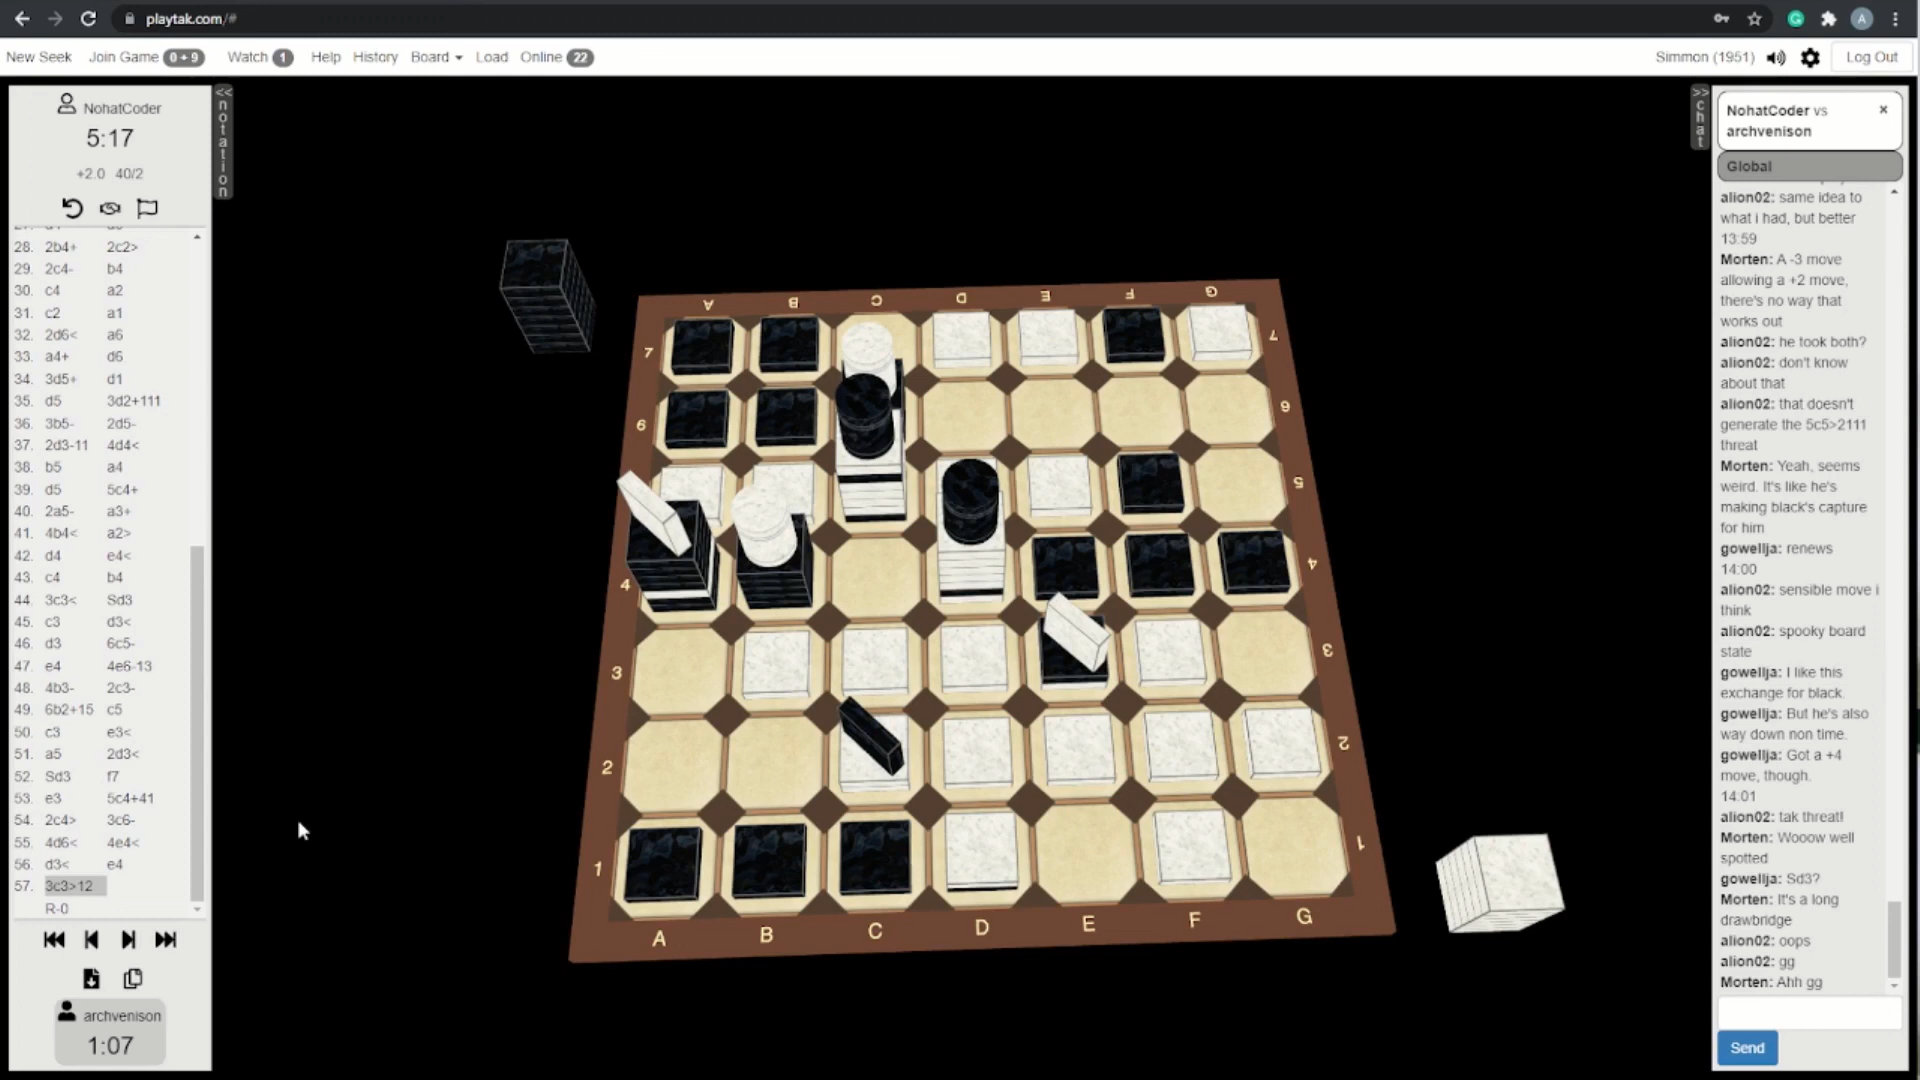 playtak.com/#
A
New Seek Join Game 0+9 Watch 1 Help History Board Load Online 22
Simmon (1951) Log Out
NohatCoder
5:17
+2.0 40/2
28. 2b4+ 2c2>
29. 2c4- b4
30. c4 a2
31. c2 a1
32. 2d6< a6
33. a4+ d6
34. 3d5+ d1
35. d5 3d2+111
36. 3b5- 2d5-
37. 2d3-11 4d4<
38. b5 a4
39. d5 5c4+
40. 2a5- a3+
41. 4b4< a2>
42. d4 e4<
43. c4 b4
44. 3c3< Sd3
45. c3 d3<
46. d3 6c5-
47. e4 4e6-13
48. 4b3- 2c3-
49. 6b2+15 c5
50. c3 e3<
51. a5 2d3<
52. Sd3 f7
53. e3 5c4+41
54. 2c4> 3c6-
55. 4d6< 4e4<
56. d3< e4
57. 3c3>12
R-0
archvenison
1:07
<< notation
A B C D E F G
7 7
6 6
5
4 4
3 3
2 2
1 1
A B C D E F G
>> chat
NohatCoder vs
archvenison
×
Global
alion02: same idea to
what i had, but better
13:59
Morten: A -3 move
allowing a +2 move,
there's no way that
works out
alion02: he took both?
alion02: don't know
about that
alion02: that doesn't
generate the 5c5>2111
threat
Morten: Yeah, seems
weird. It's like he's
making black's capture
for him
gowellja: renews
14:00
alion02: sensible move i
think
alion02: spooky board
state
gowellja: I like this
exchange for black.
gowellja: But he's also
way down non time.
gowellja: Got a +4
move, though.
14:01
alion02: tak threat!
Morten: Wooow well
spotted
gowellja: Sd3?
Morten: It's a long
drawbridge
alion02: oops
alion02: gg
Morten: Ahh gg
Send